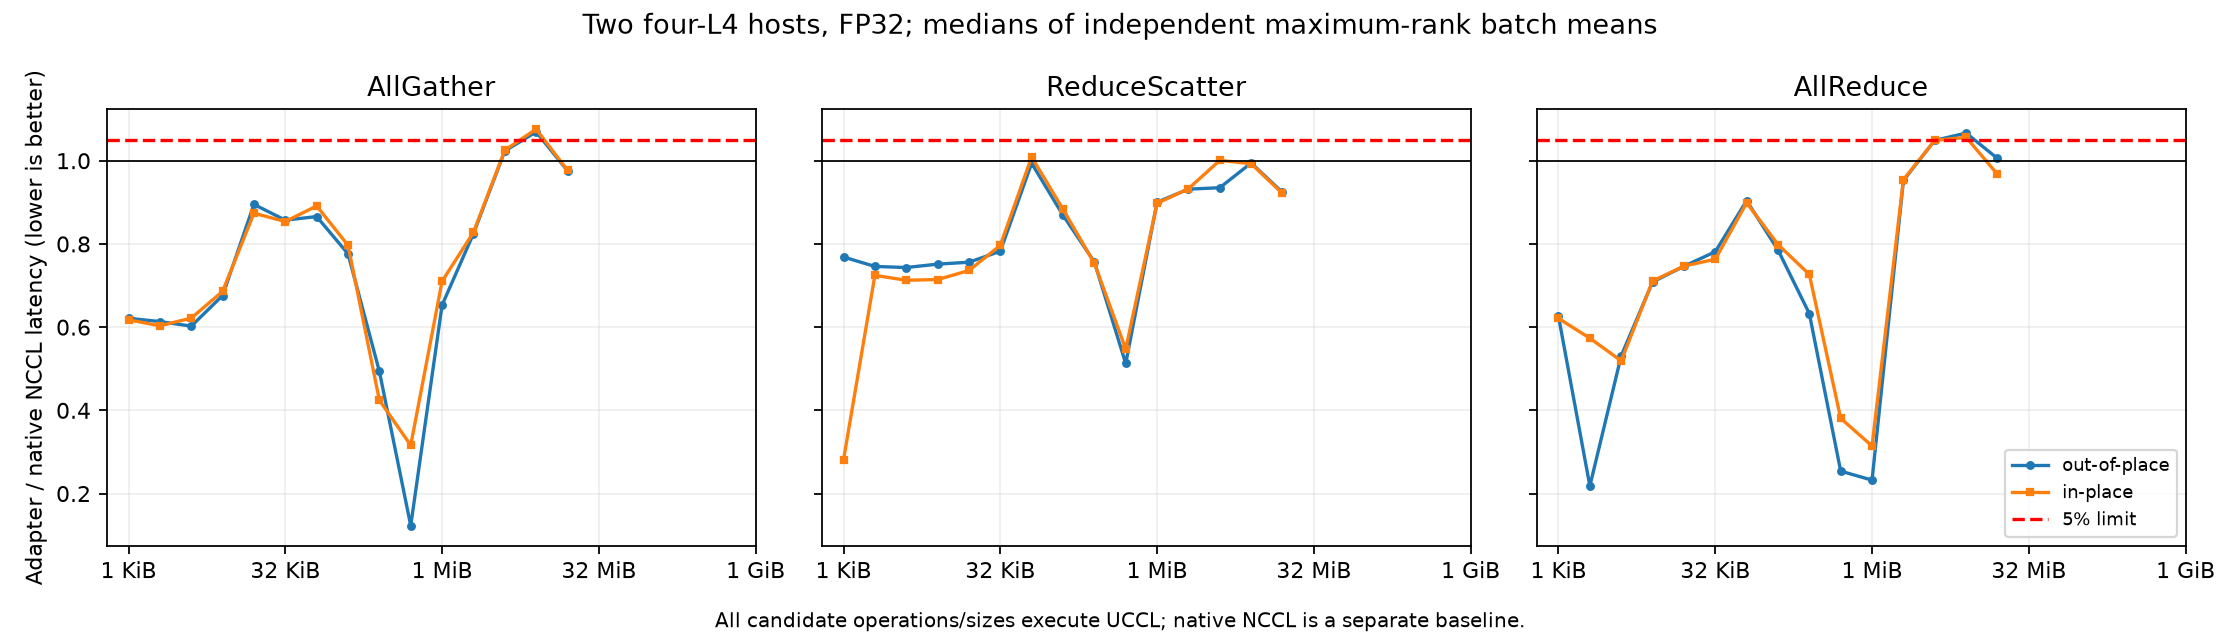 Two four-L4 hosts, FP32; medians of independent maximum-rank batch means
Adapter / native NCCL latency (lower is better)
AllGather
1.0
0.8
0.6
0.4
0.2
1 KiB
32 KiB
1 MiB
32 MiB
1 GiB
ReduceScatter
1 KiB
32 KiB
1 MiB
32 MiB
1 GiB
AllReduce
out-of-place
in-place
5% limit
1 KiB
32 KiB
1 MiB
32 MiB
1 GiB
All candidate operations/sizes execute UCCL; native NCCL is a separate baseline.